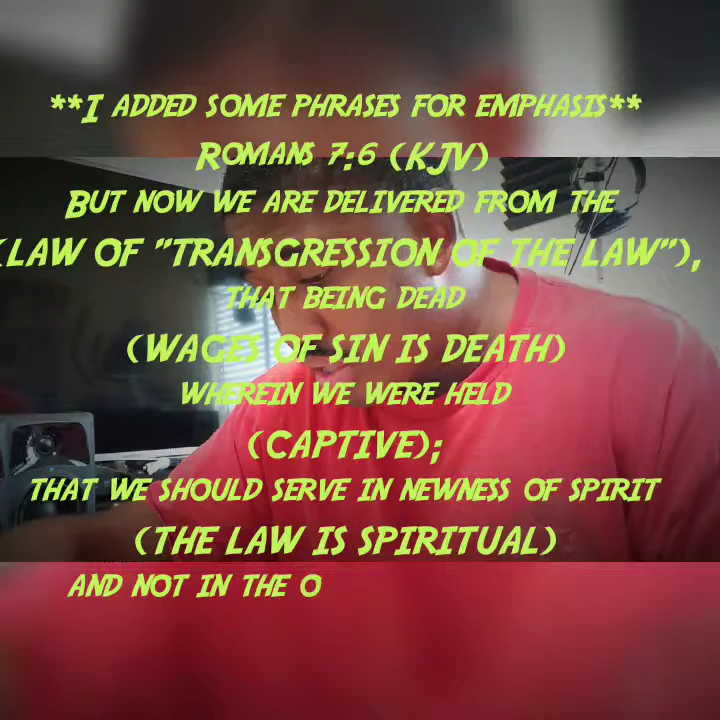 **I ADDED SOME PHRASES FOR EMPHASIS**
ROMANS 7:6 (KJV)
BUT NOW WE ARE DELIVERED FROM THE
(LAW OF "TRANSGRESSION OF THE LAW"),
THAT BEING DEAD
(WAGES OF SIN IS DEATH)
WHEREIN WE WERE HELD
(CAPTIVE);
THAT WE SHOULD SERVE IN NEWNESS OF SPIRIT
(THE LAW IS SPIRITUAL)
AND NOT IN THE O